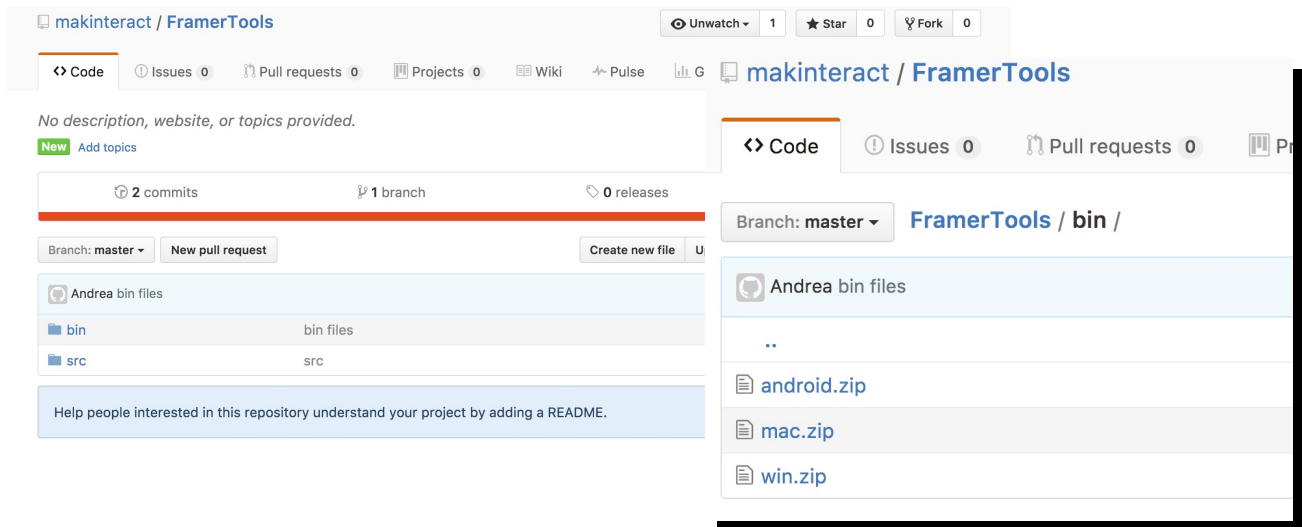 makinteract / FramerTools
Unwatch 1 Star 0 Fork 0
Code Issues 0 Pull requests 0 Projects 0 Wiki Pulse G
No description, website, or topics provided.
New Add topics
2 commits 1 branch 0 releases
Branch: master New pull request Create new file U
Andrea bin files
bin bin files
src src
Help people interested in this repository understand your project by adding a README.
makinteract / FramerTools
Code Issues 0 Pull requests 0 Pr
Branch: master FramerTools / bin /
Andrea bin files
..
android.zip
mac.zip
win.zip